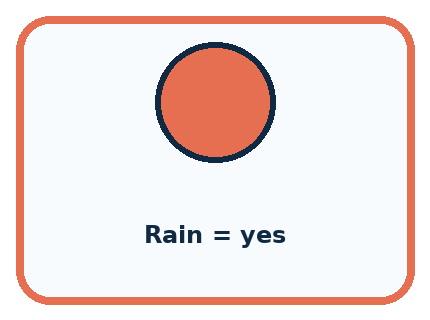 Rain = yes